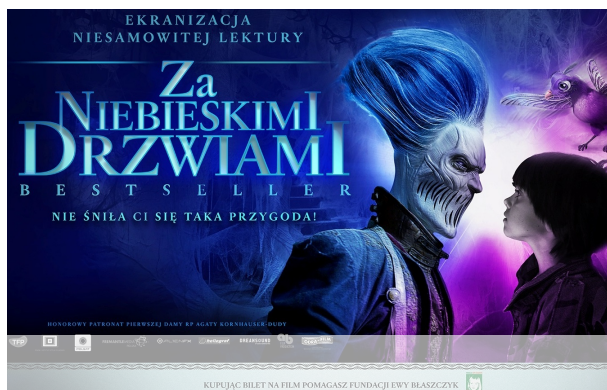 EKRANIZACJA
NIESAMOWITEJ LEKTURY
Za
NIEBIESKIMI
DRZWIAMI
BESTSELLER
NIE ŚNIŁA CI SIĘ TAKA PRZYGODA!
HONOROWY PATRONAT PIERWSZEJ DAMY RP AGATY KORNHAUSER-DUDY
TFP
KUPUJĄC BILET NA FILM POMAGASZ FUNDACJI EWY BŁASZCZYK